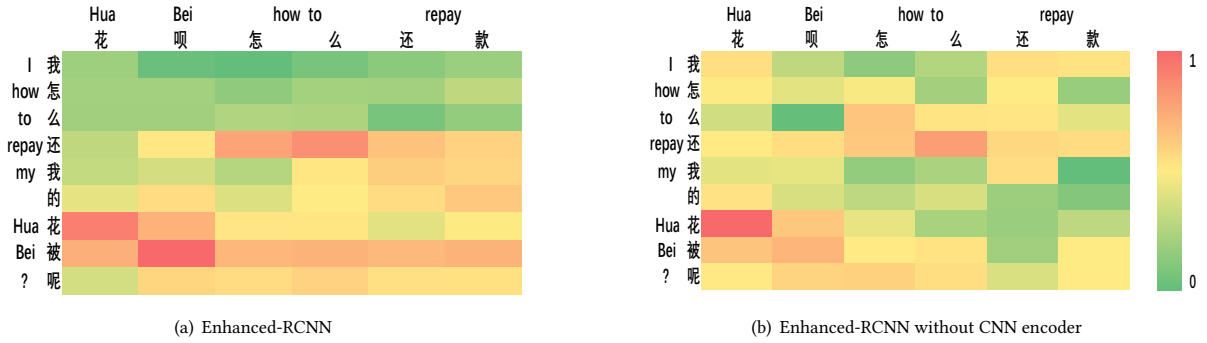 Hua Bei how to repay
花 呗 怎 么 还 款
I 我
how 怎
to 么
repay 还
my 我
的
Hua 花
Bei 被
? 呢
(a) Enhanced-RCNN
Hua Bei how to repay
花 呗 怎 么 还 款
I 我
how 怎
to 么
repay 还
my 我
的
Hua 花
Bei 被
? 呢
1
0
(b) Enhanced-RCNN without CNN encoder